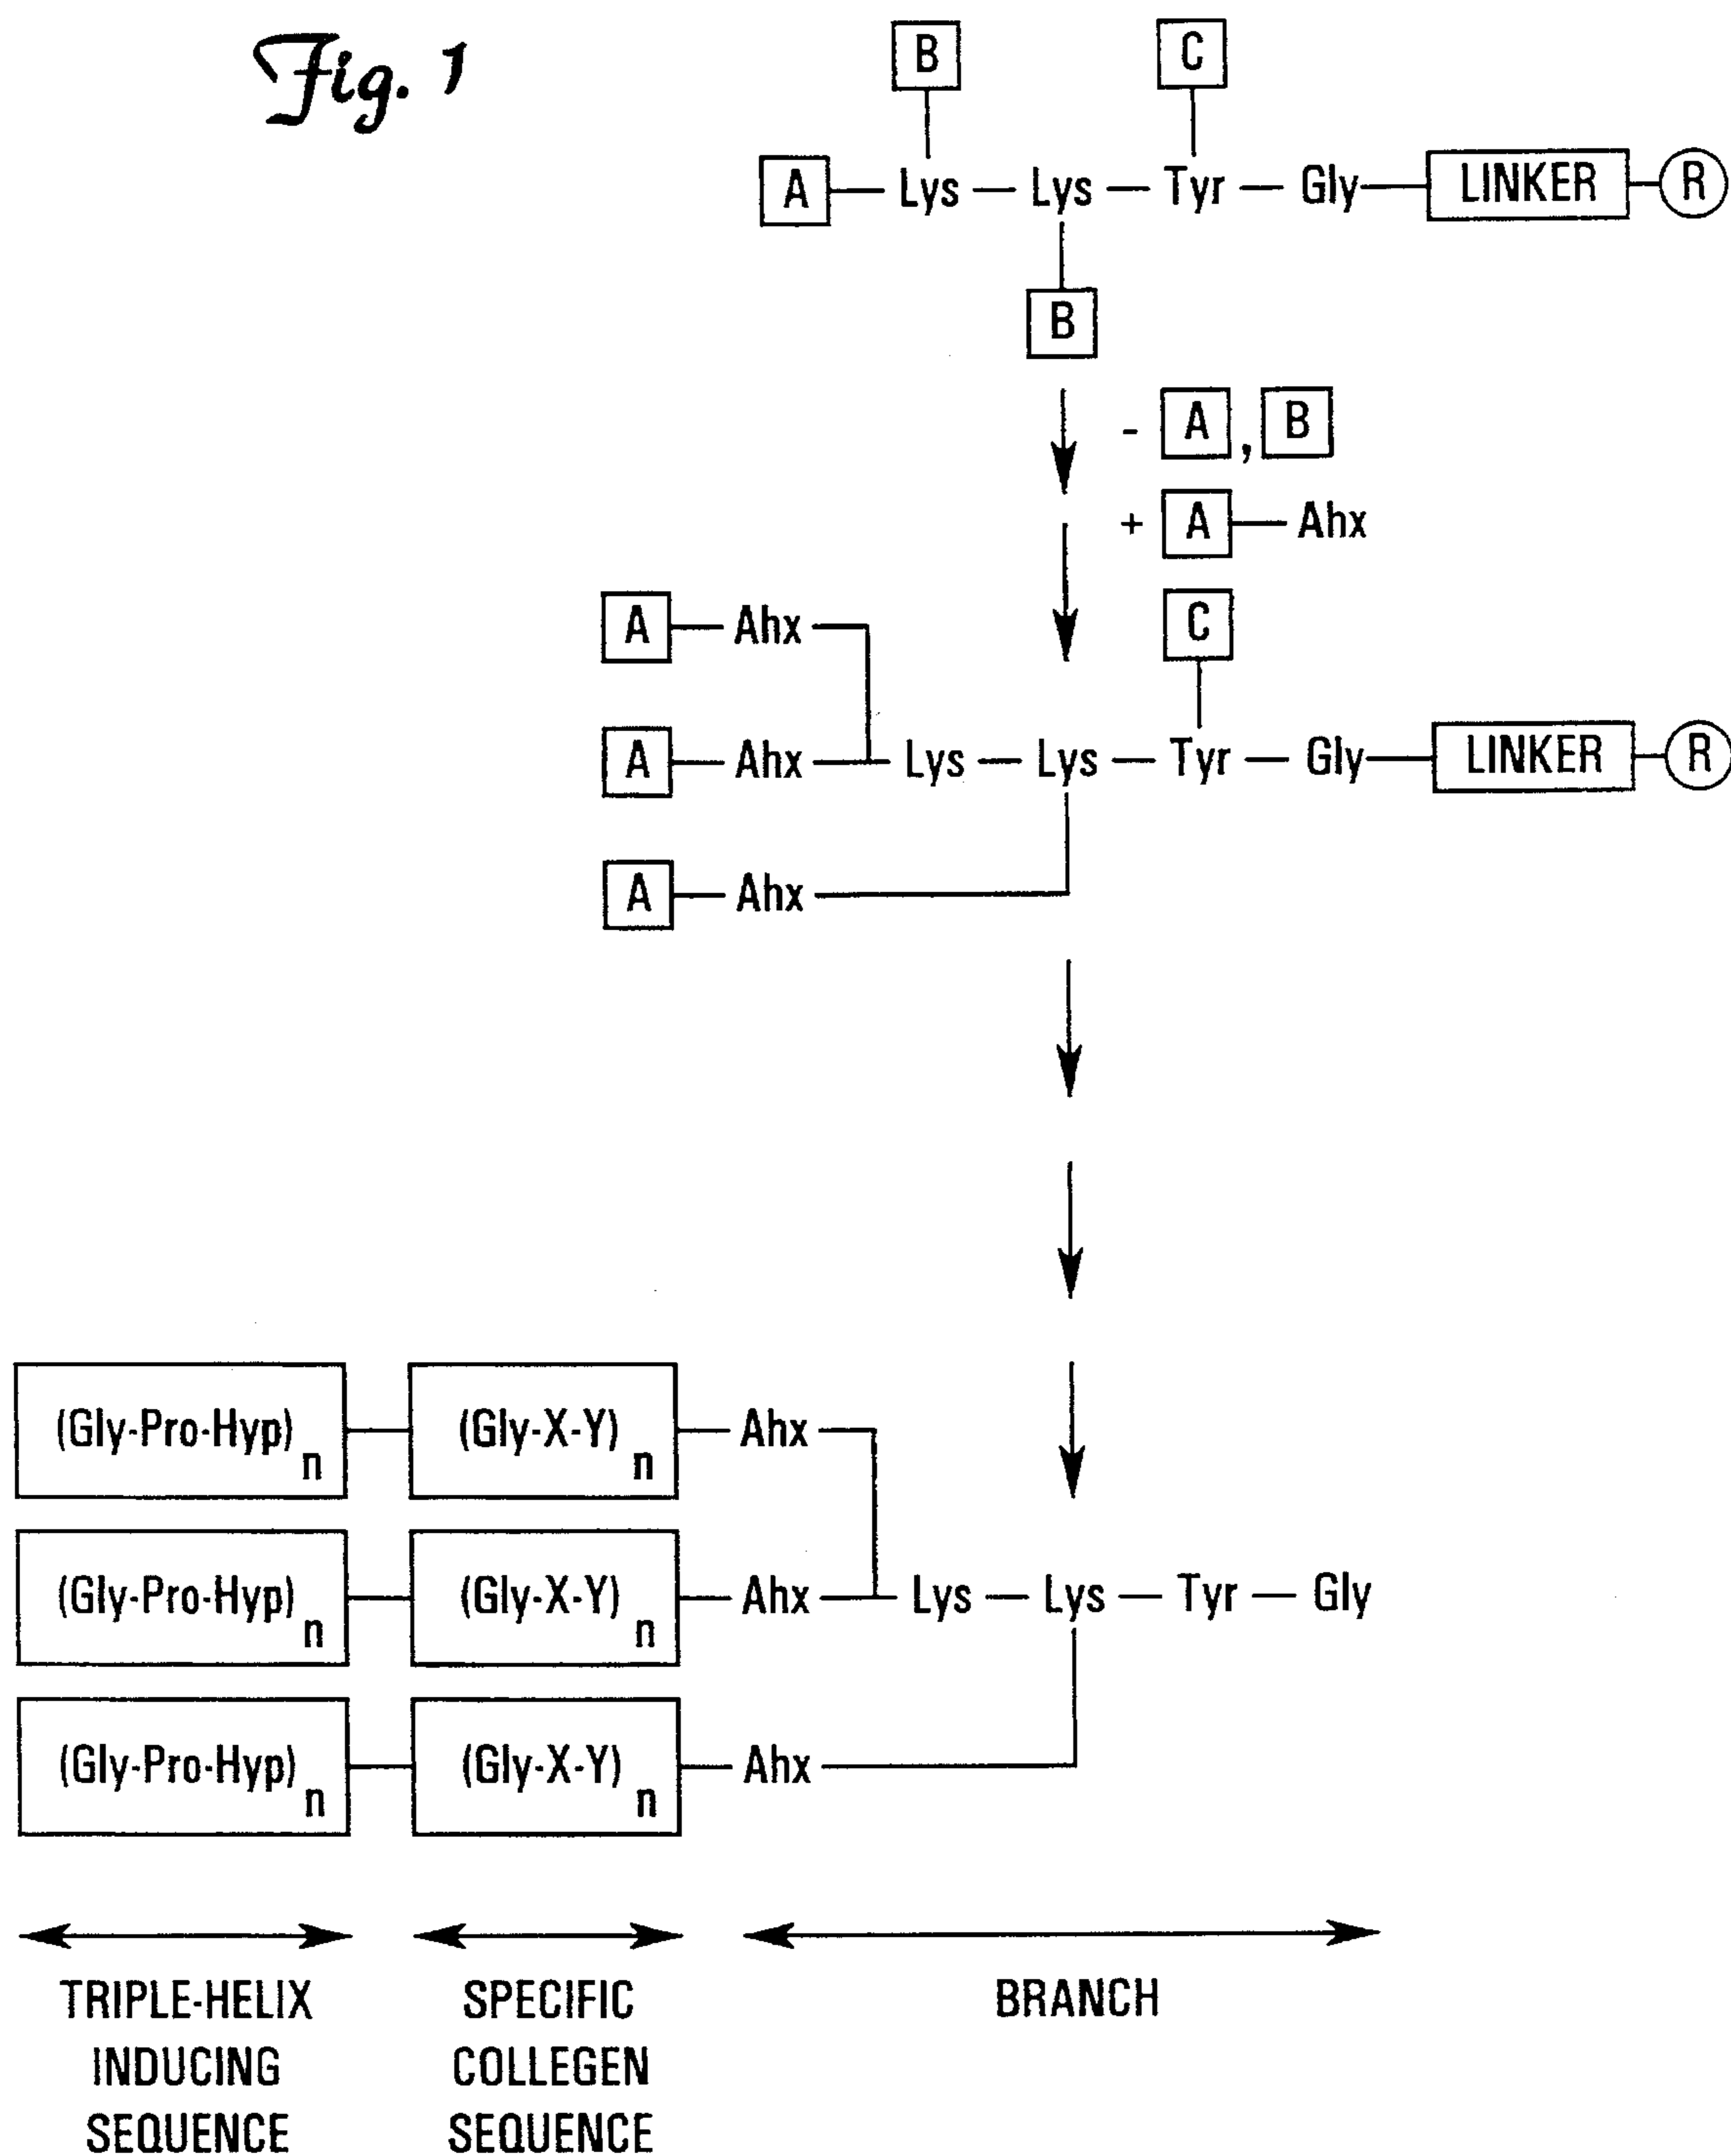 Fig. 1
B C
A Lys Lys Tyr Gly LINKER R
B
- A , B
+ A Ahx
A Ahx C
A Ahx Lys Lys Tyr Gly LINKER R
A Ahx
(Gly-Pro-Hyp)n (Gly-X-Y)n Ahx
(Gly-Pro-Hyp)n (Gly-X-Y)n Ahx Lys Lys Tyr Gly
(Gly-Pro-Hyp)n (Gly-X-Y)n Ahx
TRIPLE-HELIX
INDUCING
SEQUENCE
SPECIFIC
COLLEGEN
SEQUENCE
BRANCH